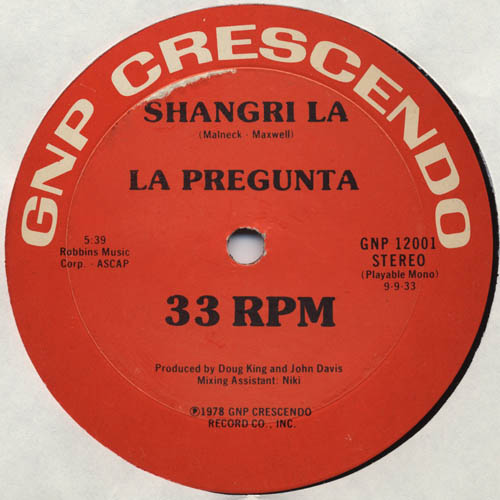 GNP CRESCENDO
SHANGRI LA
(Malneck - Maxwell)
LA PREGUNTA
5:39
Robbins Music
Corp. - ASCAP
GNP 12001
STEREO
(Playable Mono)
9-9-33
33 RPM
Produced by Doug King and John Davis
Mixing Assistant: Niki
℗1978 GNP CRESCENDO
RECORD CO., INC.